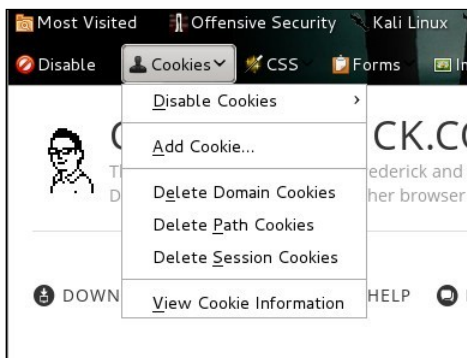 Most Visited Offensive Security Kali Linux
Disable Cookies CSS Forms
Disable Cookies
CK.CO
Add Cookie...
ederick and
her browser
Delete Domain Cookies
Delete Path Cookies
Delete Session Cookies
DOWN HELP
View Cookie Information